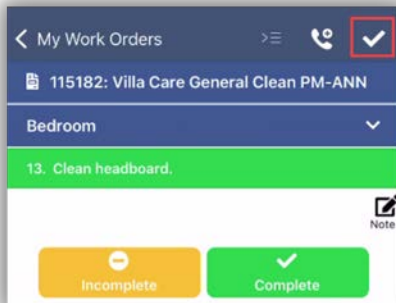 My Work Orders
115182: Villa Care General Clean PM-ANN
Bedroom
13. Clean headboard.
Note
Incomplete
Complete